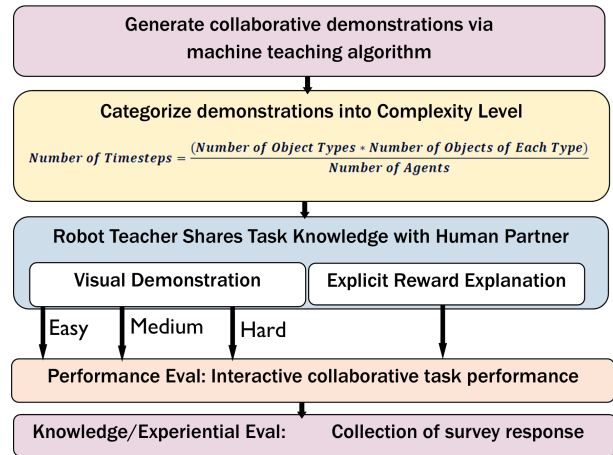 Generate collaborative demonstrations via
machine teaching algorithm
Categorize demonstrations into Complexity Level
Number of Timesteps = (Number of Object Types * Number of Objects of Each Type)
Number of Agents
Robot Teacher Shares Task Knowledge with Human Partner
Visual Demonstration
Explicit Reward Explanation
Easy
Medium
Hard
Performance Eval: Interactive collaborative task performance
Knowledge/Experiential Eval: Collection of survey response